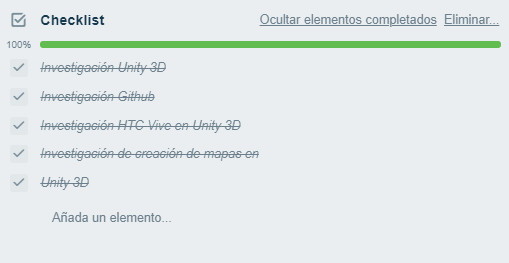 Checklist
Ocultar elementos completados Eliminar...
100%
Investigación Unity 3D
Investigación Github
Investigación HTC Vive en Unity 3D
Investigación de creación de mapas en
Unity 3D
Añada un elemento...